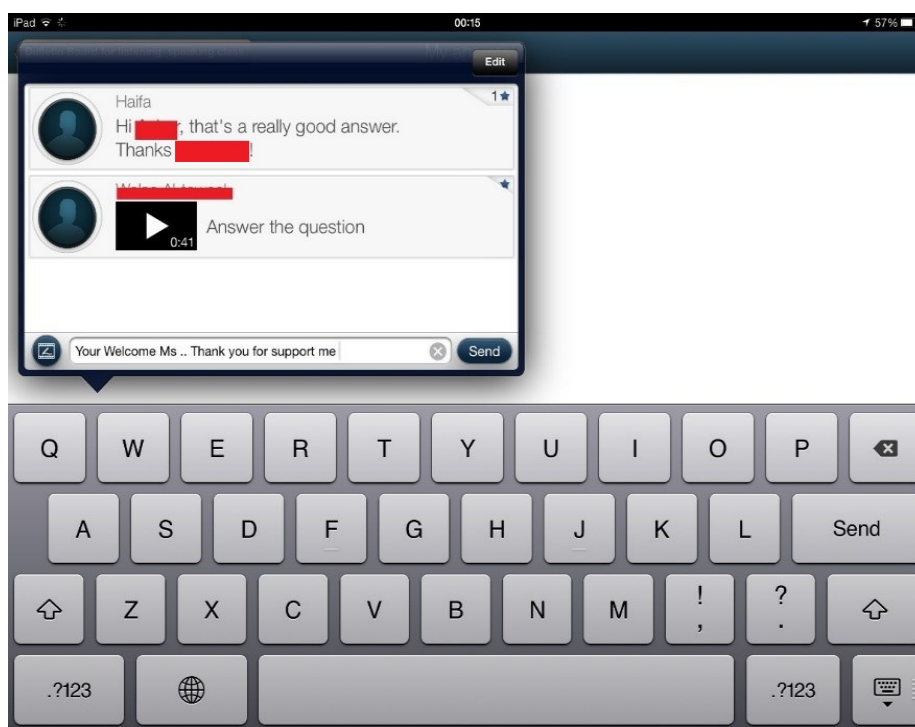 iPad 00:15 57%
Edit
Haifa 1
Hi , that's a really good answer.
Thanks !
0:41 Answer the question
Your Welcome Ms .. Thank you for support me Send
Q W E R T Y U I O P
A S D F G H J K L Send
Z X C V B N M ! , ? .
.?123 .?123